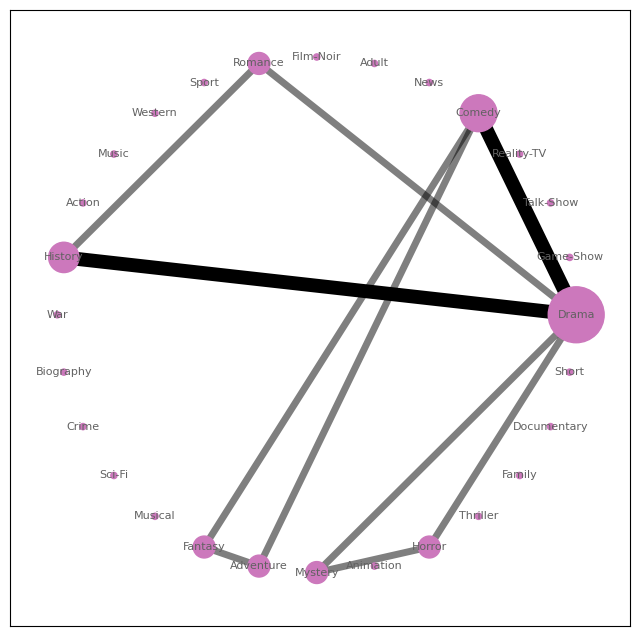 Film-Noir
Romance
Adult
Sport
News
Western
Comedy
Music
Reality-TV
Action
Talk-Show
History
Game-Show
War
Drama
Biography
Short
Crime
Documentary
Sci-Fi
Family
Musical
Thriller
Fantasy
Horror
Adventure
Animation
Mystery